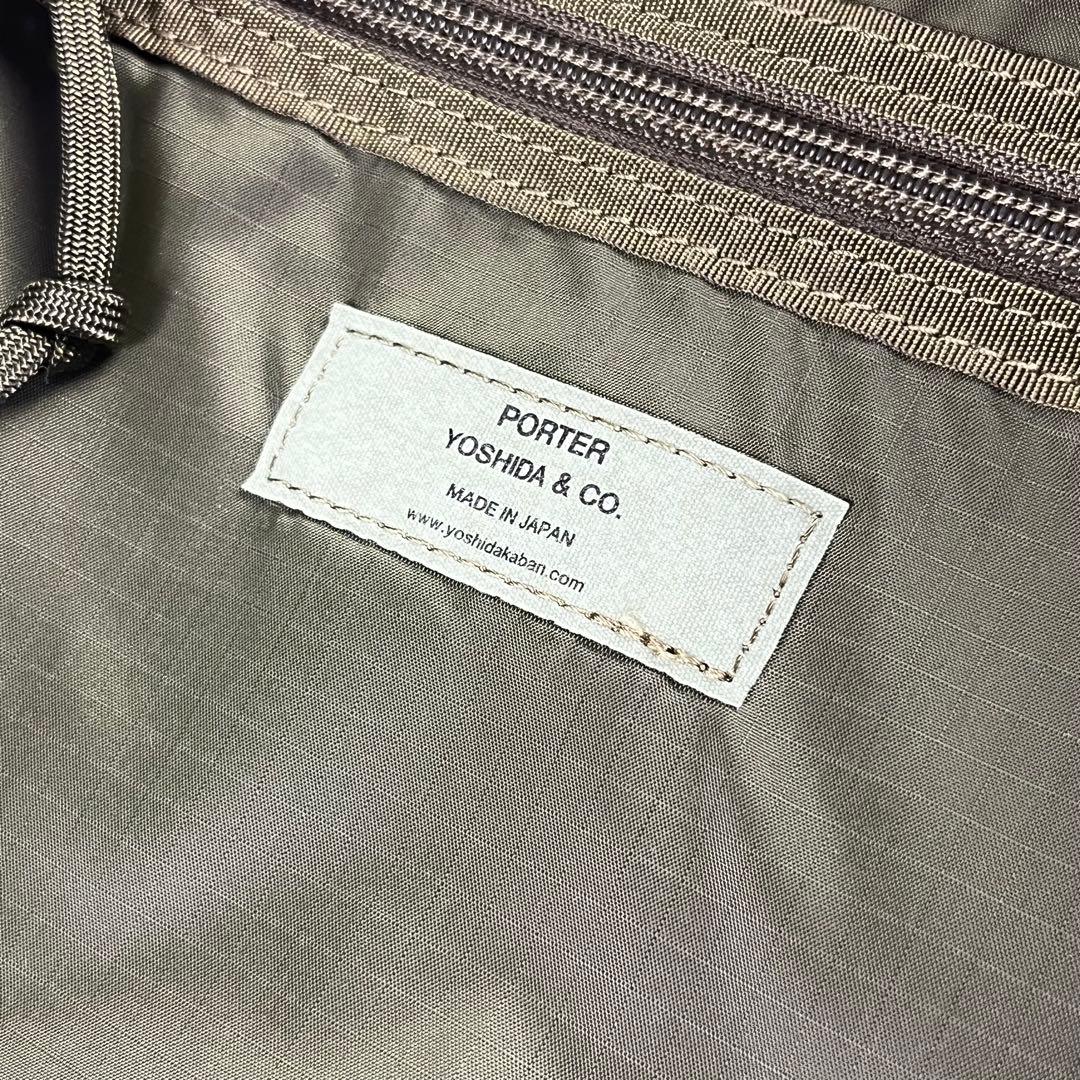 PORTER
YOSHIDA & CO.
MADE IN JAPAN
www.yoshidakaban.com